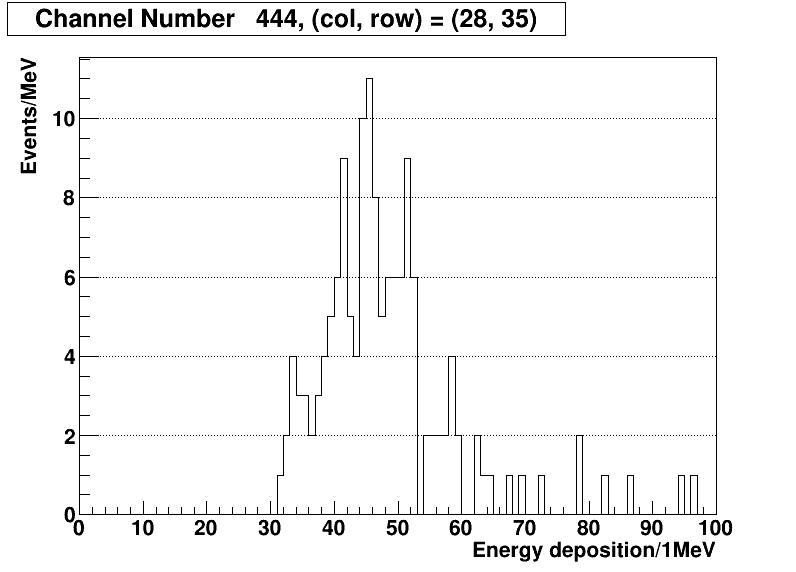 Channel Number 444, (col, row) = (28, 35)
Events/MeV
10
8
6
4
2
0
0 10 20 30 40 50 60 70 80 90 100
Energy deposition/1MeV